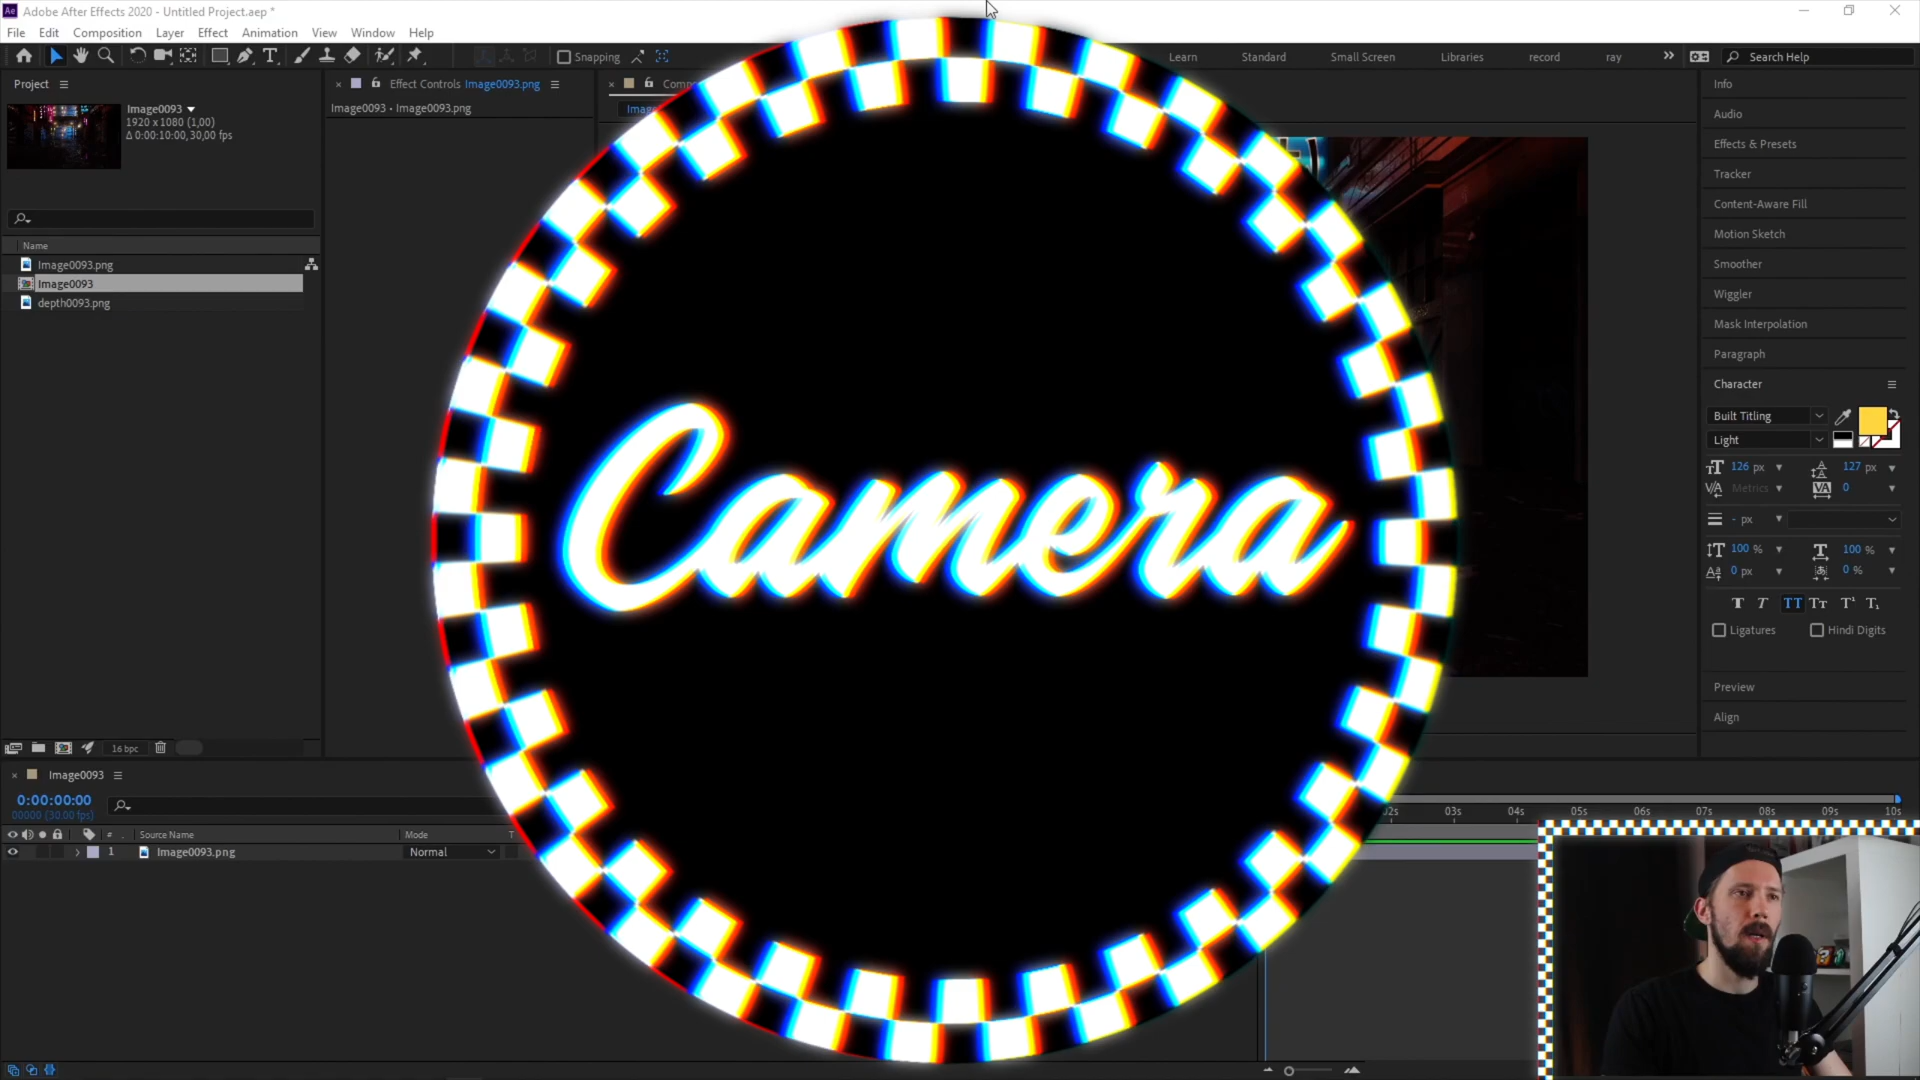 Adobe After Effects 2020 - Untitled Project.aep *
File Edit Composition Layer Effect Animation View Window Help
Snapping
Learn Standard Small Screen Libraries record ray
Search Help
Project
Effect Controls Image0093.png
Image0093 • Image0093.png
Image0093
1920 x 1080 (1,00)
Δ 0:00:10:00, 30,00 fps
Name
Image0093.png
Image0093
depth0093.png
16 bpc
Camera
Info
Audio
Effects & Presets
Tracker
Content-Aware Fill
Motion Sketch
Smoother
Wiggler
Mask Interpolation
Paragraph
Character
Built Titling
Light
126 px 127 px
Metrics 0
- px
100 % 100 %
0 px 0 %
Ligatures Hindi Digits
Preview
Align
Image0093
0:00:00:00
00000 (30.00 fps)
# Source Name Mode T
1 Image0093.png Normal
03s 04s 05s 06s 07s 08s 09s 10s